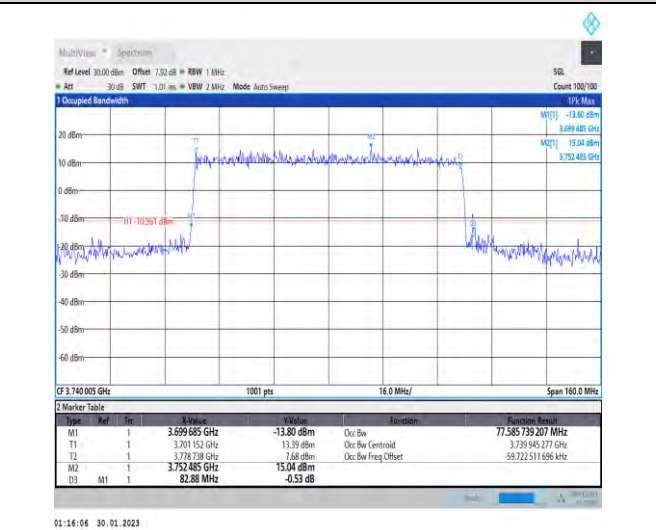 MultiView Spectrum
Ref Level 30.00 dBm Offset 7.92 dB RBW 1 MHz SGL
Att 30 dB SWT 1.01 ms VBW 2 MHz Mode Auto Sweep Count 100/100
1 Occupied Bandwidth 1Pk Max
M1[1] -13.80 dBm
3.699 685 GHz
M2[1] 15.04 dBm
3.752 485 GHz
20 dBm
T1
M2
10 dBm
T2
0 dBm
-10 dBm
H1 -10.961 dBm
M1
D3
-20 dBm
-30 dBm
-40 dBm
-50 dBm
-60 dBm
CF 3.740 005 GHz 1001 pts 16.0 MHz/ Span 160.0 MHz
2 Marker Table
Type Ref Trc X-Value Y-Value Function Function Result
M1 1 3.699 685 GHz -13.80 dBm Occ Bw 77.585 739 207 MHz
T1 1 3.701 152 GHz 13.39 dBm Occ Bw Centroid 3.739 945 277 GHz
T2 1 3.778 738 GHz 7.68 dBm Occ Bw Freq Offset -59.722 511 696 kHz
M2 1 3.752 485 GHz 15.04 dBm
D3 M1 1 82.88 MHz -0.53 dB
01:16:06 30.01.2023